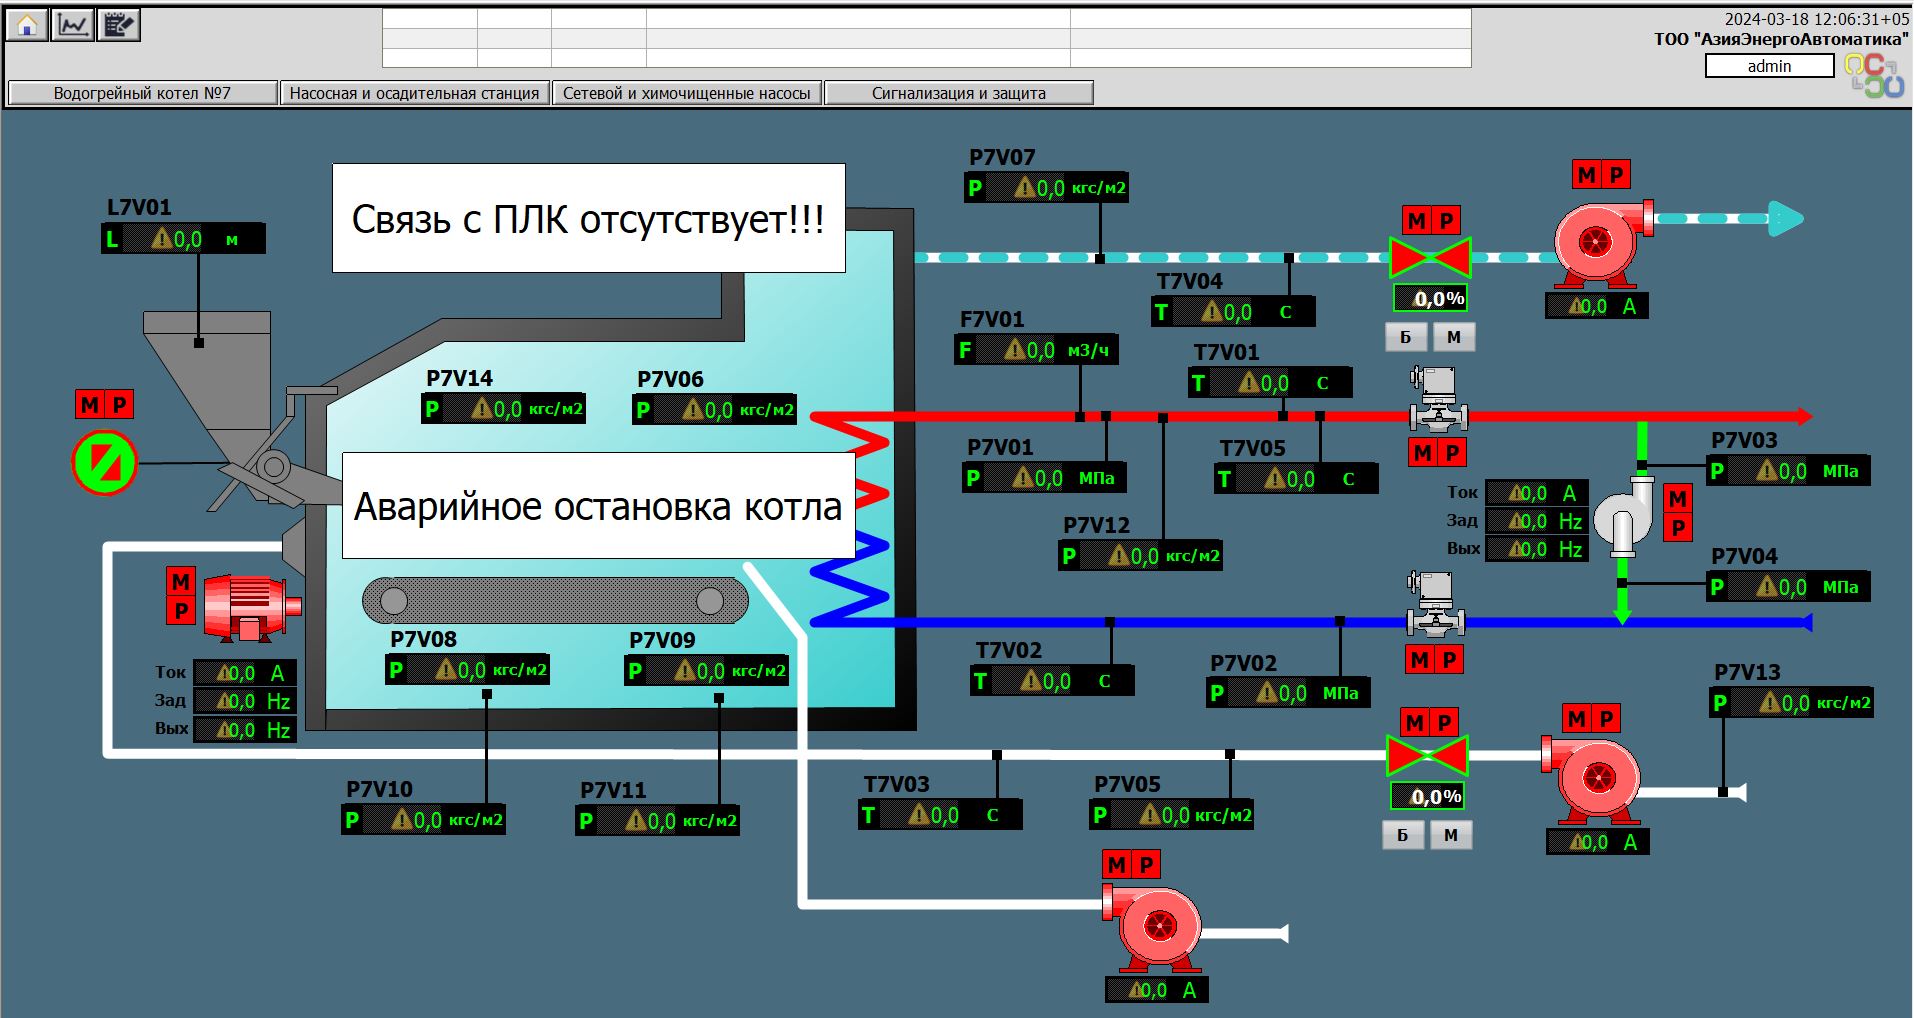 2024-03-18 12:06:31+05
ТОО "АзияЭнергоАвтоматика"
admin
Водогрейный котел №7
Насосная и осадительная станция
Сетевой и химочищенные насосы
Сигнализация и защита
Связь с ПЛК отсутствует!!!
L7V01
L 0,0 м
P7V07
P 0,0 кгс/м2
М Р
0,0 А
М Р
0,0%
Б М
T7V04
T 0,0 С
F7V01
F 0,0 м3/ч
T7V01
T 0,0 С
P7V14
P 0,0 кгс/м2
P7V06
P 0,0 кгс/м2
М Р
P7V01
P 0,0 МПа
T7V05
T 0,0 С
М Р
P7V03
P 0,0 МПа
Аварийное остановка котла
P7V12
P 0,0 кгс/м2
Ток 0,0 А
Зад 0,0 Hz
Вых 0,0 Hz
М
Р
P7V04
P 0,0 МПа
М
Р
P7V08
P 0,0 кгс/м2
P7V09
P 0,0 кгс/м2
T7V02
T 0,0 С
P7V02
P 0,0 МПа
М Р
Ток 0,0 А
Зад 0,0 Hz
Вых 0,0 Hz
P7V13
P 0,0 кгс/м2
М Р
0,0%
Б М
М Р
0,0 А
P7V10
P 0,0 кгс/м2
P7V11
P 0,0 кгс/м2
T7V03
T 0,0 С
P7V05
P 0,0 кгс/м2
М Р
0,0 А